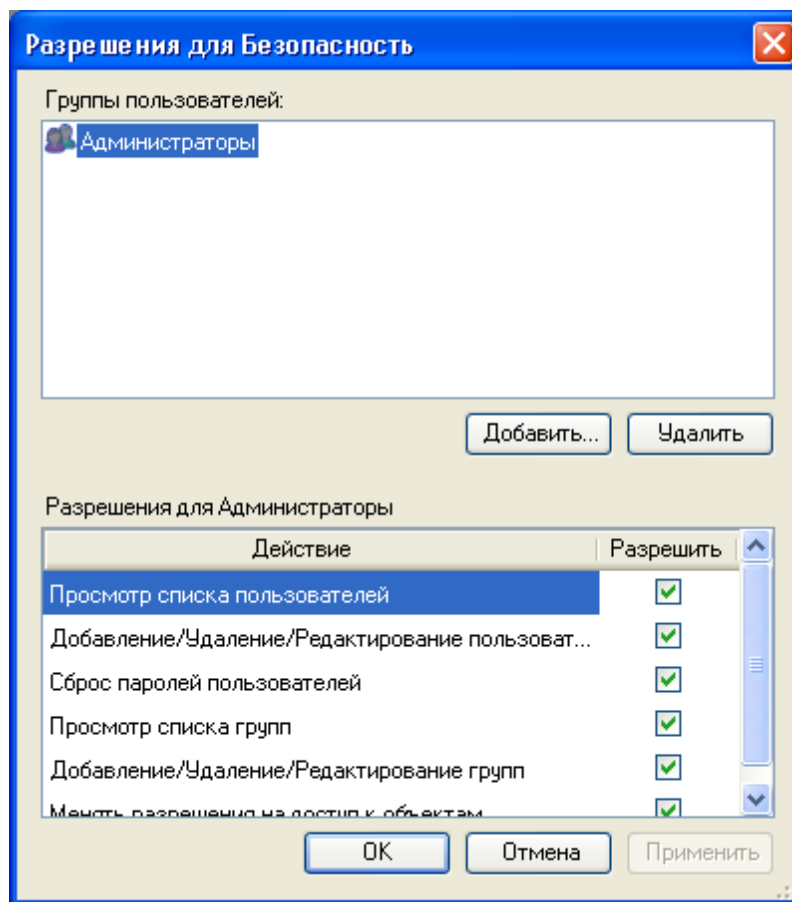 Разрешения для Безопасность
Группы пользователей:
Администраторы
Добавить... Удалить
Разрешения для Администраторы
Действие Разрешить
Просмотр списка пользователей
Добавление/Удаление/Редактирование пользоват...
Сброс паролей пользователей
Просмотр списка групп
Добавление/Удаление/Редактирование групп
Менять разрешения на доступ к объектам
OK Отмена Применить